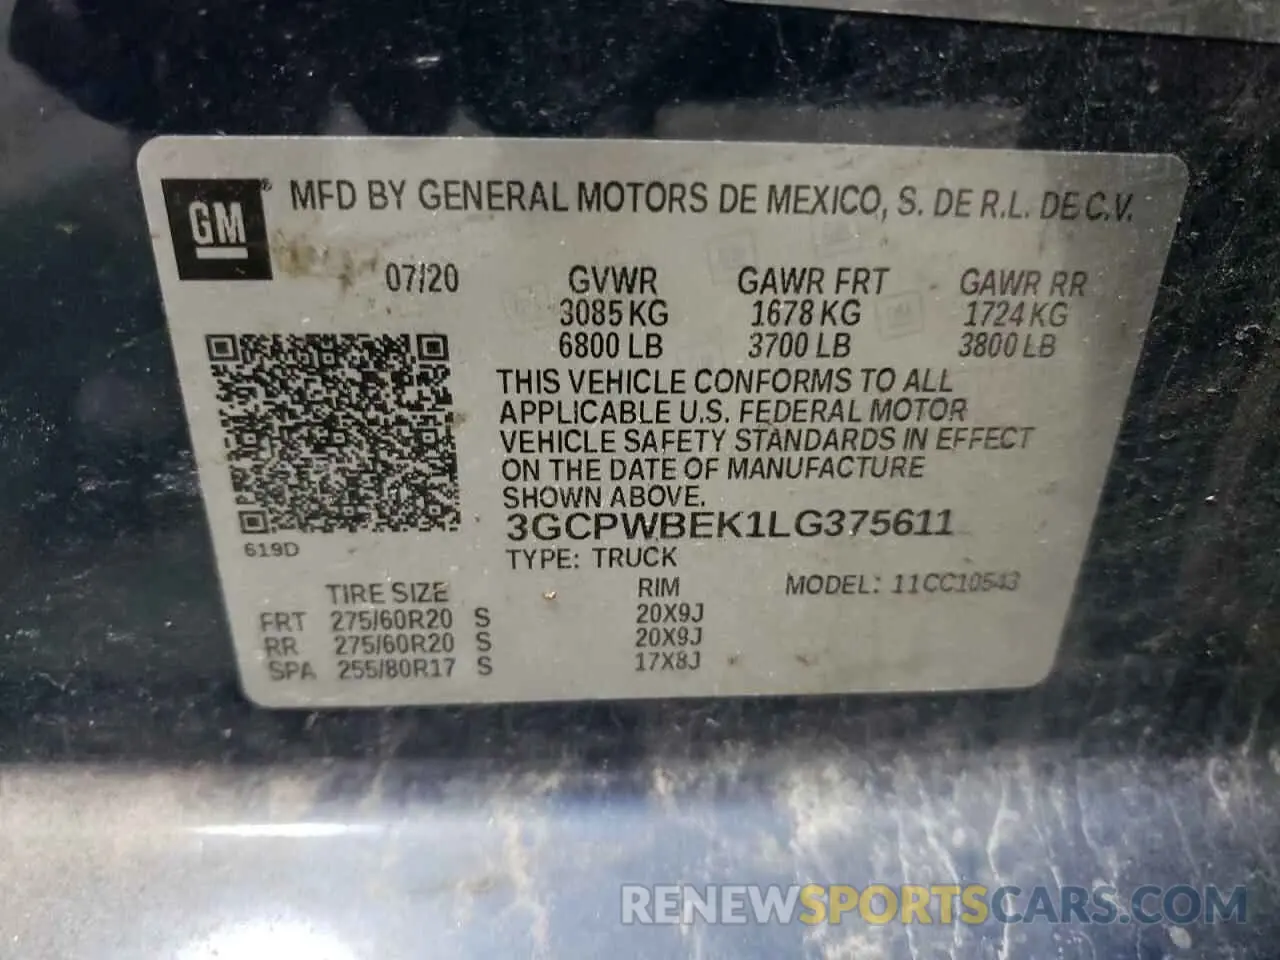 GM® MFD BY GENERAL MOTORS DE MEXICO, S. DE R.L. DE C.V.
07/20 GVWR GAWR FRT GAWR RR
3085 KG 1678 KG 1724 KG
6800 LB 3700 LB 3800 LB
THIS VEHICLE CONFORMS TO ALL
APPLICABLE U.S. FEDERAL MOTOR
VEHICLE SAFETY STANDARDS IN EFFECT
ON THE DATE OF MANUFACTURE
SHOWN ABOVE.
3GCPWBEK1LG375611
619D
TYPE: TRUCK
TIRE SIZE RIM MODEL: 11CC10543
FRT 275/60R20 S 20X9J
RR 275/60R20 S 20X9J
SPA 255/80R17 S 17X8J
RENEWSPORTSCARS.COM